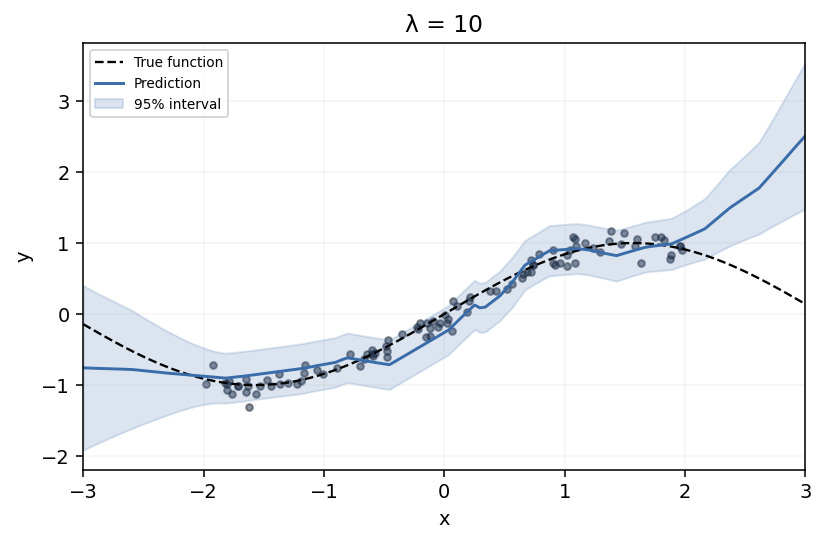 λ = 10
True function
Prediction
95% interval
3
2
1
0
−1
−2
y
−3
−2
−1
0
1
2
3
x